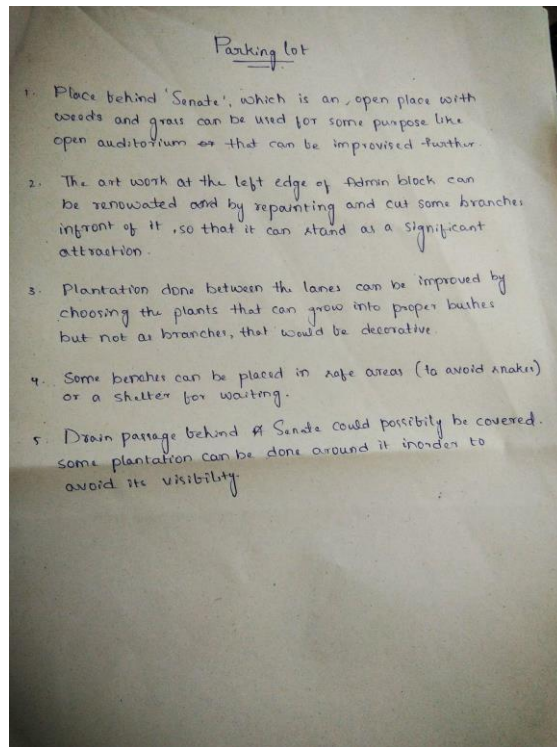 Parking lot
1. Place behind 'Senate', which is an, open place with
weeds and grass can be used for some purpose like
open auditorium or that can be improvised further.
2. The art work at the left edge of Admin block can
be renowated and by repainting and cut some branches
infront of it, so that it can stand as a significant
attraction.
3. Plantation done between the lanes can be improved by
choosing the plants that can grow into proper bushes
but not as branches, that would be decorative.
4. Some benches can be placed in safe areas (to avoid snakes)
or a shelter for waiting.
5. Drain passage behind Senate could possibily be covered.
some plantation can be done around it inorder to
avoid its visibility.